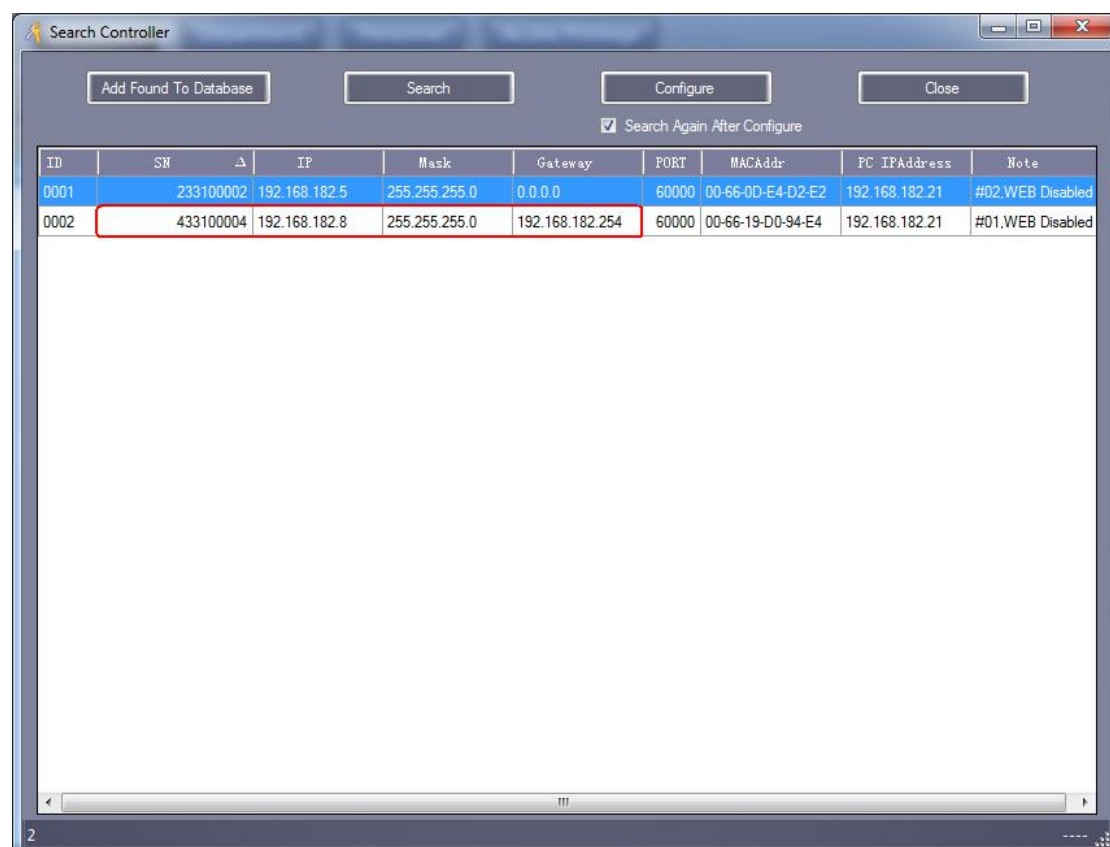 Search Controller
Add Found To Database Search Configure Close
Search Again After Configure
ID SN Δ IP Mask Gateway PORT MACAddr PC IPAddress Note
0001 233100002 192.168.182.5 255.255.255.0 0.0.0.0 60000 00-66-0D-E4-D2-E2 192.168.182.21 #02,WEB Disabled
0002 433100004 192.168.182.8 255.255.255.0 192.168.182.254 60000 00-66-19-D0-94-E4 192.168.182.21 #01,WEB Disabled
2 ----